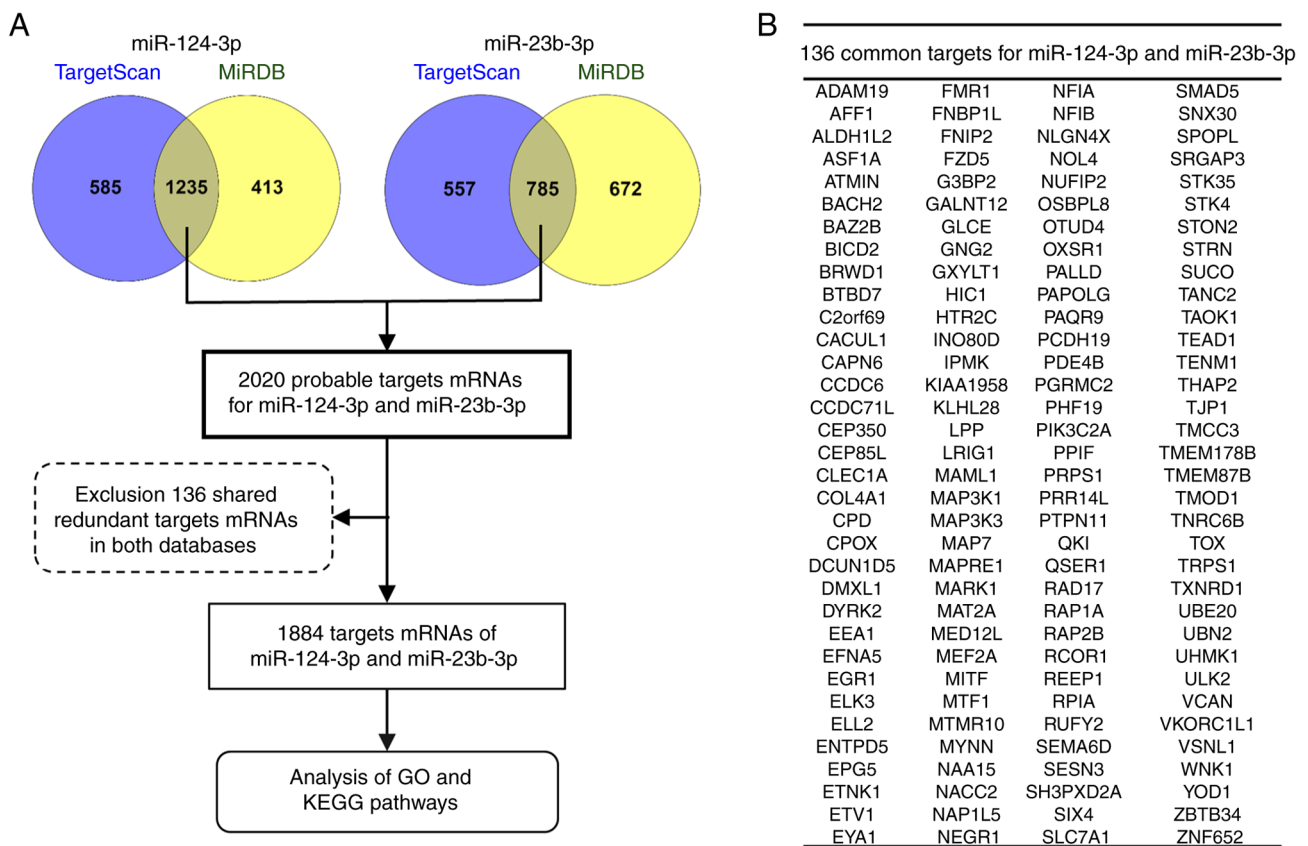 A
miR-124-3p
TargetScan MiRDB
585 1235 413
miR-23b-3p
TargetScan MiRDB
557 785 672
2020 probable targets mRNAs
for miR-124-3p and miR-23b-3p
Exclusion 136 shared
redundant targets mRNAs
in both databases
1884 targets mRNAs of
miR-124-3p and miR-23b-3p
Analysis of GO and
KEGG pathways
B
136 common targets for miR-124-3p and miR-23b-3p
ADAM19 FMR1 NFIA SMAD5
AFF1 FNBP1L NFIB SNX30
ALDH1L2 FNIP2 NLGN4X SPOPL
ASF1A FZD5 NOL4 SRGAP3
ATMIN G3BP2 NUFIP2 STK35
BACH2 GALNT12 OSBPL8 STK4
BAZ2B GLCE OTUD4 STON2
BICD2 GNG2 OXSR1 STRN
BRWD1 GXYLT1 PALLD SUCO
BTBD7 HIC1 PAPOLG TANC2
C2orf69 HTR2C PAQR9 TAOK1
CACUL1 INO80D PCDH19 TEAD1
CAPN6 IPMK PDE4B TENM1
CCDC6 KIAA1958 PGRMC2 THAP2
CCDC71L KLHL28 PHF19 TJP1
CEP350 LPP PIK3C2A TMCC3
CEP85L LRIG1 PPIF TMEM178B
CLEC1A MAML1 PRPS1 TMEM87B
COL4A1 MAP3K1 PRR14L TMOD1
CPD MAP3K3 PTPN11 TNRC6B
CPOX MAP7 QKI TOX
DCUN1D5 MAPRE1 QSER1 TRPS1
DMXL1 MARK1 RAD17 TXNRD1
DYRK2 MAT2A RAP1A UBE20
EEA1 MED12L RAP2B UBN2
EFNA5 MEF2A RCOR1 UHMK1
EGR1 MITF REEP1 ULK2
ELK3 MTF1 RPIA VCAN
ELL2 MTMR10 RUFY2 VKORC1L1
ENTPD5 MYNN SEMA6D VSNL1
EPG5 NAA15 SESN3 WNK1
ETNK1 NACC2 SH3PXD2A YOD1
ETV1 NAP1L5 SIX4 ZBTB34
EYA1 NEGR1 SLC7A1 ZNF652